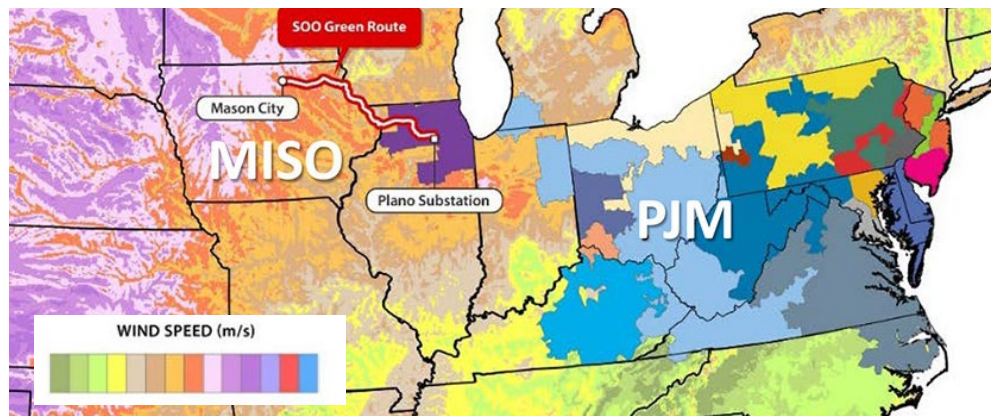 SOO Green Route
Mason City
MISO
Plano Substation
PJM
WIND SPEED (m/s)